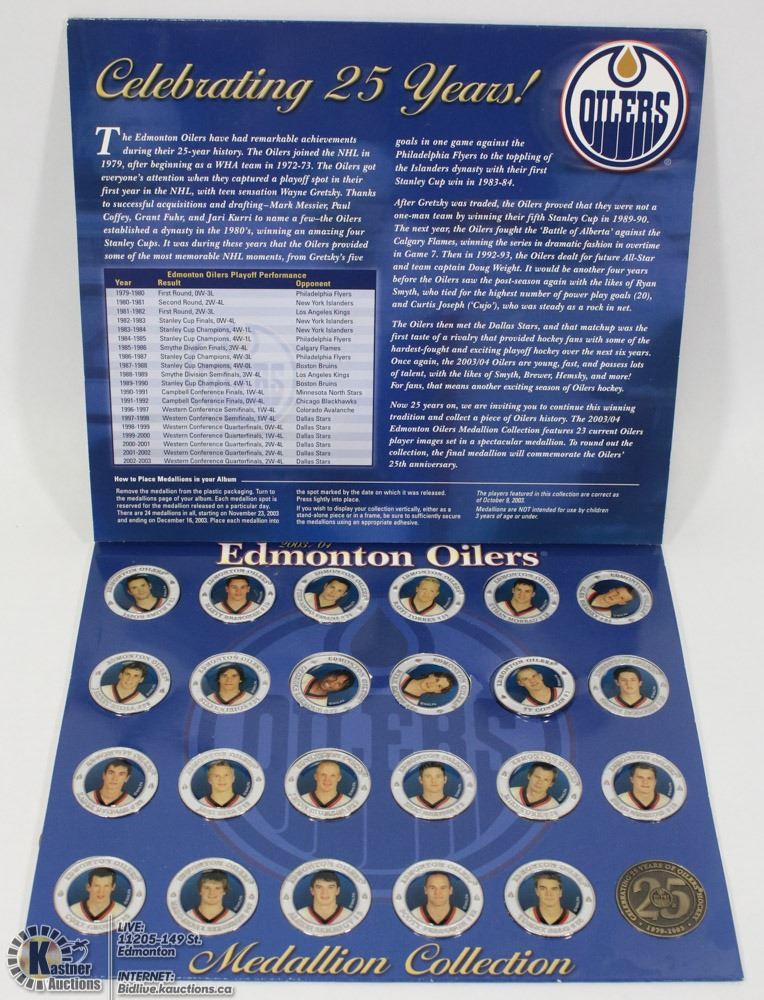 Celebrating 25 Years!
OILERS
The Edmonton Oilers have had remarkable achievements
during their 25-year history. The Oilers joined the NHL in
1979, after beginning as a WHA team in 1972-73. The Oilers got
everyone's attention when they captured a playoff spot in their
first year in the NHL, with teen sensation Wayne Gretzky. Thanks
to successful acquisitions and drafting–Mark Messier, Paul
Coffey, Grant Fuhr, and Jari Kurri to name a few–the Oilers
established a dynasty in the 1980's, winning an amazing four
Stanley Cups. It was during these years that the Oilers provided
some of the most memorable NHL moments, from Gretzky's five
goals in one game against the
Philadelphia Flyers to the toppling of
the Islanders dynasty with their first
Stanley Cup win in 1983-84.
After Gretzky was traded, the Oilers proved that they were not a
one-man team by winning their fifth Stanley Cup in 1989-90.
The next year, the Oilers fought the 'Battle of Alberta' against the
Calgary Flames, winning the series in dramatic fashion in overtime
in Game 7. Then in 1992-93, the Oilers dealt for future All-Star
and team captain Doug Weight. It would be another four years
before the Oilers saw the post-season again with the likes of Ryan
Smyth, who tied for the highest number of power play goals (20),
and Curtis Joseph ('Cujo'), who was steady as a rock in net.
The Oilers then met the Dallas Stars, and that matchup was the
first taste of a rivalry that provided hockey fans with some of the
hardest-fought and exciting playoff hockey over the next six years.
Once again, the 2003/04 Oilers are young, fast, and possess lots
of talent, with the likes of Smyth, Brewer, Hemsky, and more!
For fans, that means another exciting season of Oilers hockey.
Now 25 years on, we are inviting you to continue this winning
tradition and collect a piece of Oilers history. The 2003/04
Edmonton Oilers Medallion Collection features 23 current Oilers
player images set in a spectacular medallion. To round out the
collection, the final medallion will commemorate the Oilers'
25th anniversary.
Edmonton Oilers Playoff Performance
Year Result Opponent
1979-1980 First Round, 0W-3L Philadelphia Flyers
1980-1981 Second Round, 2W-4L New York Islanders
1981-1982 First Round, 2W-3L Los Angeles Kings
1982-1983 Stanley Cup Finals, 0W-4L New York Islanders
1983-1984 Stanley Cup Champions, 4W-1L New York Islanders
1984-1985 Stanley Cup Champions, 4W-1L Philadelphia Flyers
1985-1986 Smythe Division Finals, 3W-4L Calgary Flames
1986-1987 Stanley Cup Champions, 4W-3L Philadelphia Flyers
1987-1988 Stanley Cup Champions, 4W-0L Boston Bruins
1988-1989 Smythe Division Semifinals, 3W-4L Los Angeles Kings
1989-1990 Stanley Cup Champions, 4W-1L Boston Bruins
1990-1991 Campbell Conference Finals, 1W-4L Minnesota North Stars
1991-1992 Campbell Conference Finals, 0W-4L Chicago Blackhawks
1996-1997 Western Semifinals, 1W-4L Colorado Avalanche
1997-1998 Western Conference Semifinals, 1W-4L Dallas Stars
1998-1999 Western Conference Quarterfinals, 0W-4L Dallas Stars
1999-2000 Western Conference Quarterfinals, 1W-4L Dallas Stars
2000-2001 Western Conference Quarterfinals, 2W-4L Dallas Stars
2001-2002 Western Conference Quarterfinals, 2W-4L Dallas Stars
2002-2003 Western Conference Quarterfinals, 2W-4L Dallas Stars
How to Place Medallions in your Album
Remove the medallion from the plastic packaging. Turn to
the medallions page of your album. Each medallion spot is
reserved for the medallion released on a particular day.
There are 24 medallions in all, starting on November 23, 2003
and ending on December 16, 2003. Place each medallion into
the spot marked by the date on which it was released.
Press lightly into place.
If you wish to display your collection vertically, either as a
stand-alone piece or in a frame, be sure to sufficiently secure
the medallions using an appropriate adhesive.
The players featured in this collection are correct as
of October 9, 2003.
Medallions are NOT intended for use by children
3 years of age or under.
2003/04
Edmonton Oilers
OILERS
EDMONTON OILERS
CELEBRATING 25 YEARS OF OILERS HOCKEY
25
1979-2003
Medallion Collection
K
Kastner
Auctions
LIVE:
11205-149 St.
Edmonton
INTERNET:
Bidlive.kauctions.ca